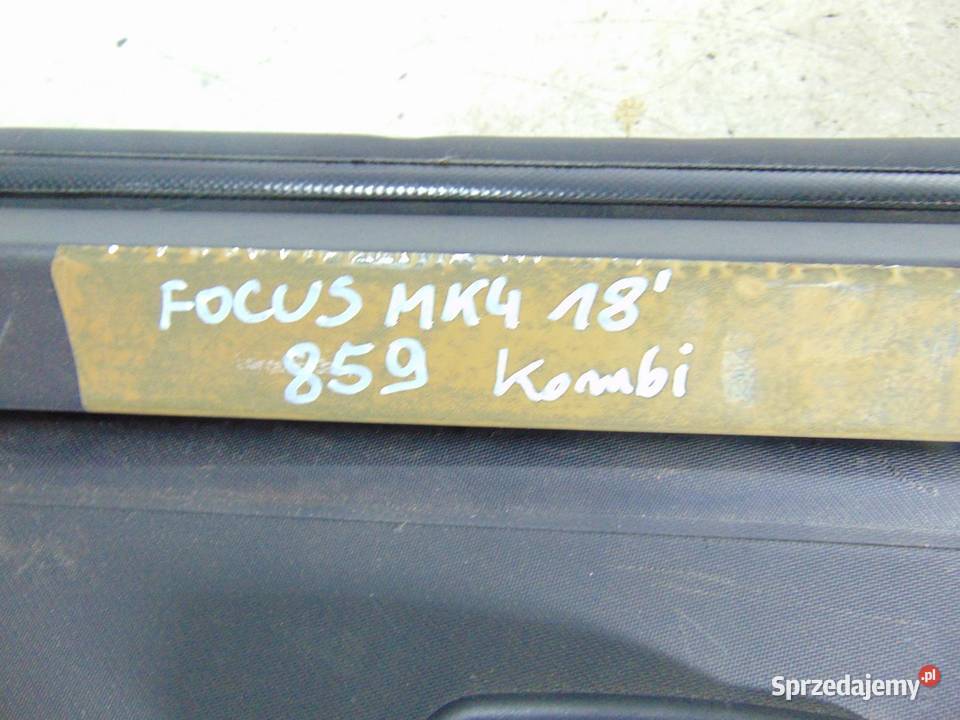 FOCUS MK4 18'
859 Kombi
Sprzedajemy.pl